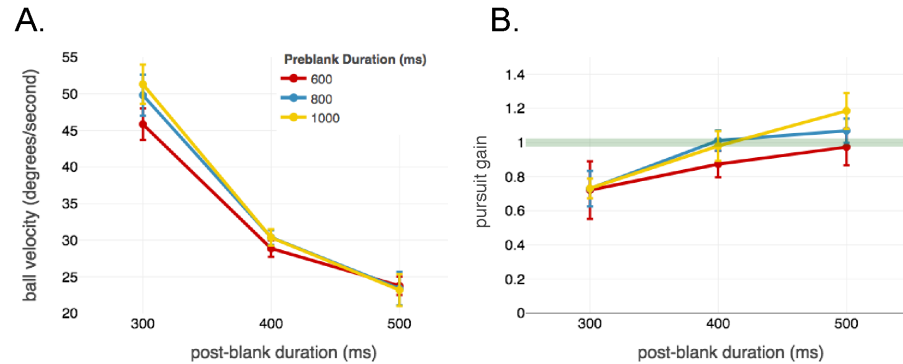 A.
B.
Preblank Duration (ms)
600
800
1000
ball velocity (degrees/second)
55
50
45
40
35
30
25
20
300 400 500
post-blank duration (ms)
pursuit gain
1.4
1.2
1
0.8
0.6
0.4
0.2
0
300 400 500
post-blank duration (ms)